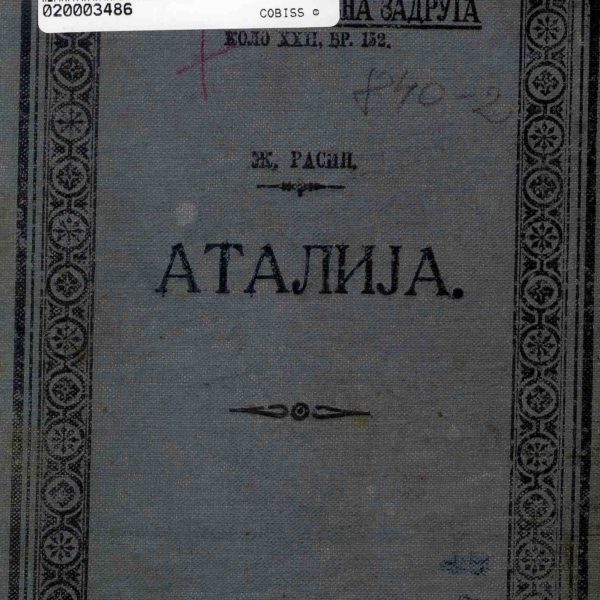 020003486
COBISS ©
НА ЗАДРУГА
КОЛО XXII, БР. 152.
840-2
Ж. РАСИН,
АТАЛИЈА.